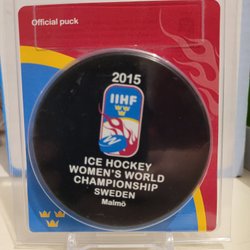 Official puck
2015
IIHF
ICE HOCKEY
WOMEN'S WORLD
CHAMPIONSHIP
SWEDEN
Malmö